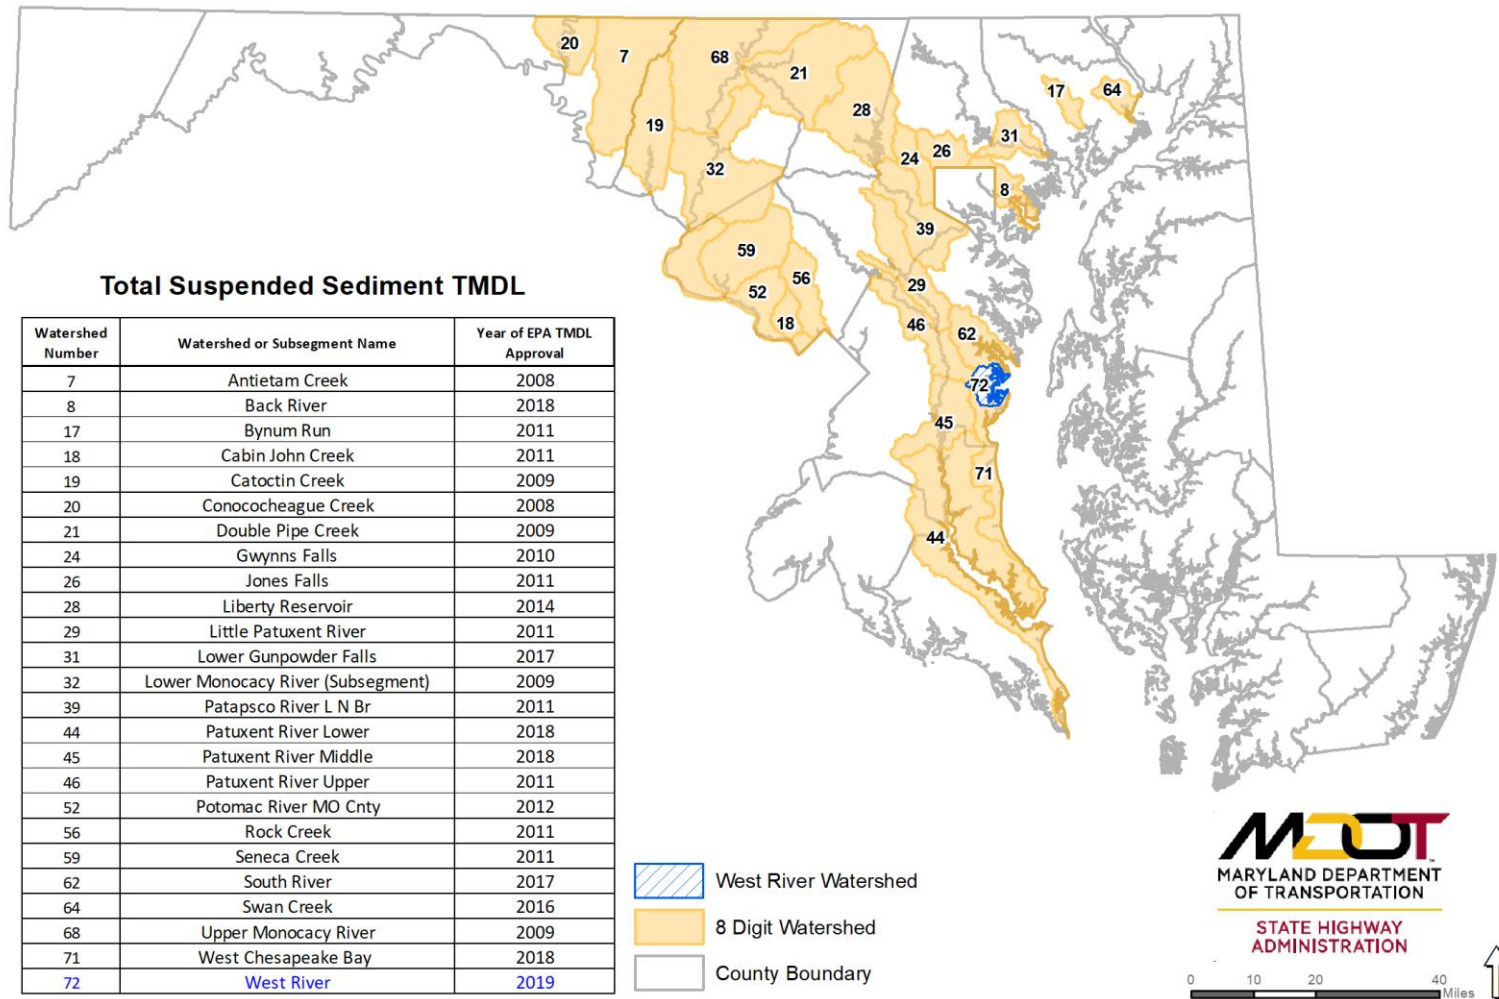 20
7
68
21
28
19
32
17
64
31
24
26
8
39
59
56
52
18
29
46
62
72
45
71
44
Total Suspended Sediment TMDL
Watershed Number Watershed or Subsegment Name Year of EPA TMDL Approval
7 Antietam Creek 2008
8 Back River 2018
17 Bynum Run 2011
18 Cabin John Creek 2011
19 Catoctin Creek 2009
20 Conococheague Creek 2008
21 Double Pipe Creek 2009
24 Gwynns Falls 2010
26 Jones Falls 2011
28 Liberty Reservoir 2014
29 Little Patuxent River 2011
31 Lower Gunpowder Falls 2017
32 Lower Monocacy River (Subsegment) 2009
39 Patapsco River L N Br 2011
44 Patuxent River Lower 2018
45 Patuxent River Middle 2018
46 Patuxent River Upper 2011
52 Potomac River MO Cnty 2012
56 Rock Creek 2011
59 Seneca Creek 2011
62 South River 2017
64 Swan Creek 2016
68 Upper Monocacy River 2009
71 West Chesapeake Bay 2018
72 West River 2019
West River Watershed
8 Digit Watershed
County Boundary
MDOT
MARYLAND DEPARTMENT
OF TRANSPORTATION
STATE HIGHWAY
ADMINISTRATION
0 10 20 40
Miles